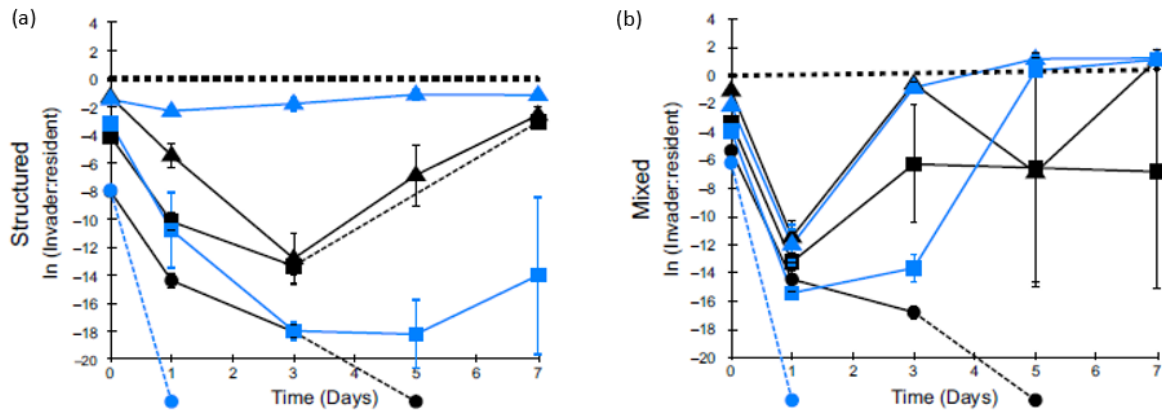 (a)
Structured
ln (Invader:resident)
4
2
0
–2
–4
–6
–8
–10
–12
–14
–16
–18
–20
0 1 2 3 4 5 6 7
Time (Days)
(b)
Mixed
ln (Invader:resident)
4
2
0
–2
–4
–6
–8
–10
–12
–14
–16
–18
–20
0 1 2 3 4 5 6 7
Time (Days)